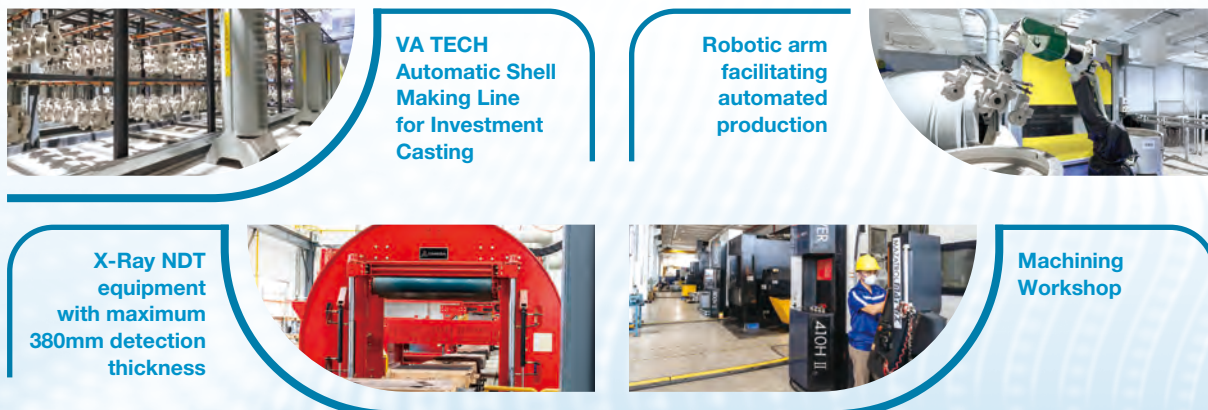 VA TECH
Automatic Shell
Making Line
for Investment
Casting
Robotic arm
facilitating
automated
production
X-Ray NDT
equipment
with maximum
380mm detection
thickness
410H II
Machining
Workshop